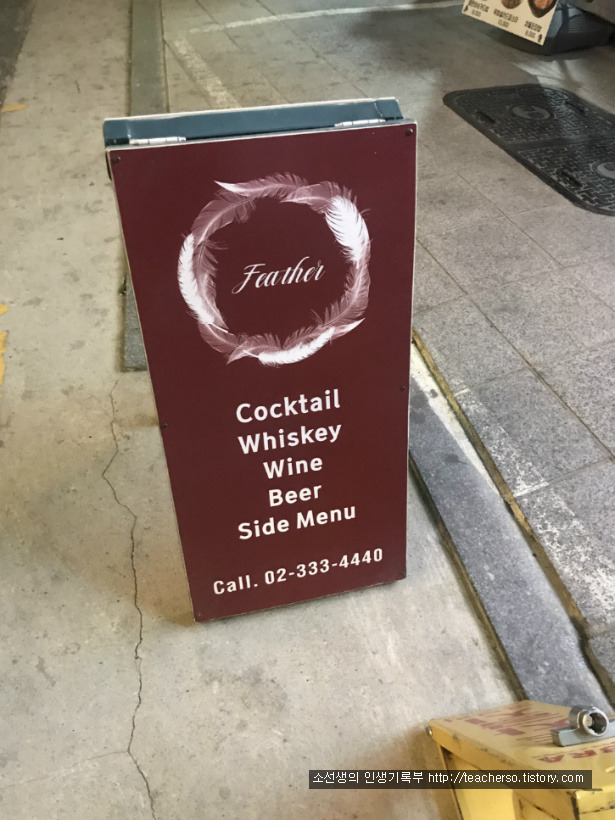 Feather
Cocktail
Whiskey
Wine
Beer
Side Menu
Call. 02-333-4440
소선생의 인생기록부 http://teacherso.tistory.com